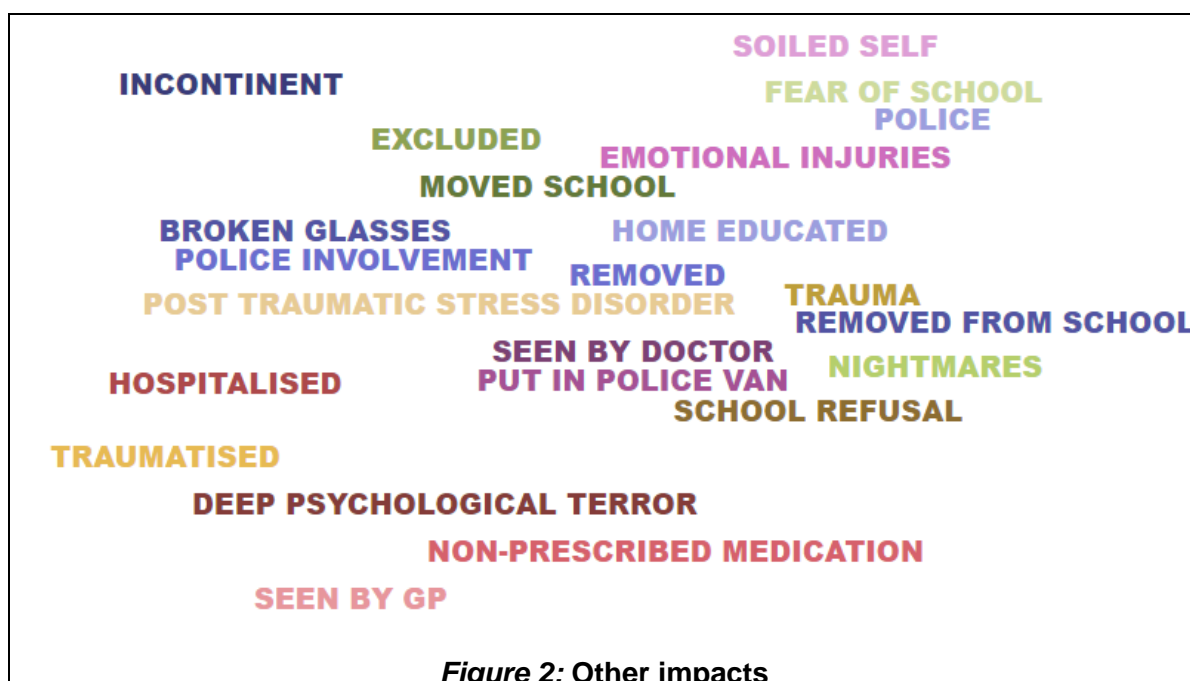 SOILED SELF
INCONTINENT
FEAR OF SCHOOL
POLICE
EXCLUDED
EMOTIONAL INJURIES
MOVED SCHOOL
BROKEN GLASSES
HOME EDUCATED
POLICE INVOLVEMENT
REMOVED
POST TRAUMATIC STRESS DISORDER
TRAUMA
REMOVED FROM SCHOOL
SEEN BY DOCTOR
NIGHTMARES
HOSPITALISED
PUT IN POLICE VAN
SCHOOL REFUSAL
TRAUMATISED
DEEP PSYCHOLOGICAL TERROR
NON-PRESCRIBED MEDICATION
SEEN BY GP
Figure 2: Other impacts